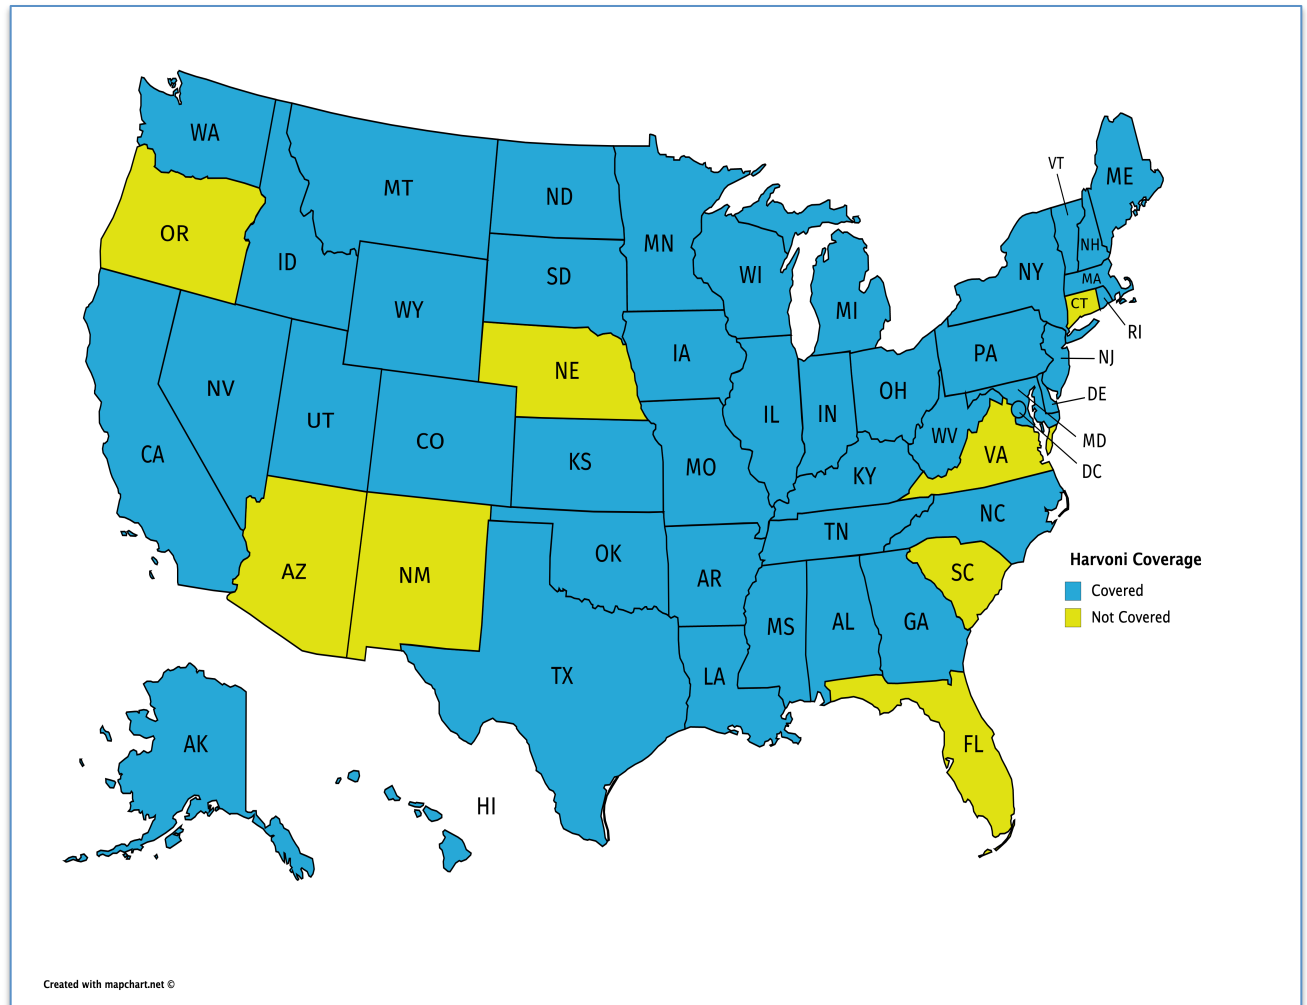 WA
VT
ME
MT
ND
OR
MN
NH
ID
SD
WI
NY
MA
WY
MI
CT
RI
IA
PA
NJ
NE
NV
OH
DE
UT
CO
IL
IN
WV
MD
CA
KS
MO
KY
VA
DC
NC
TN
OK
Harvoni Coverage
AZ
NM
AR
SC
Covered
Not Covered
MS
AL
GA
TX
LA
AK
FL
HI
Created with mapchart.net ©